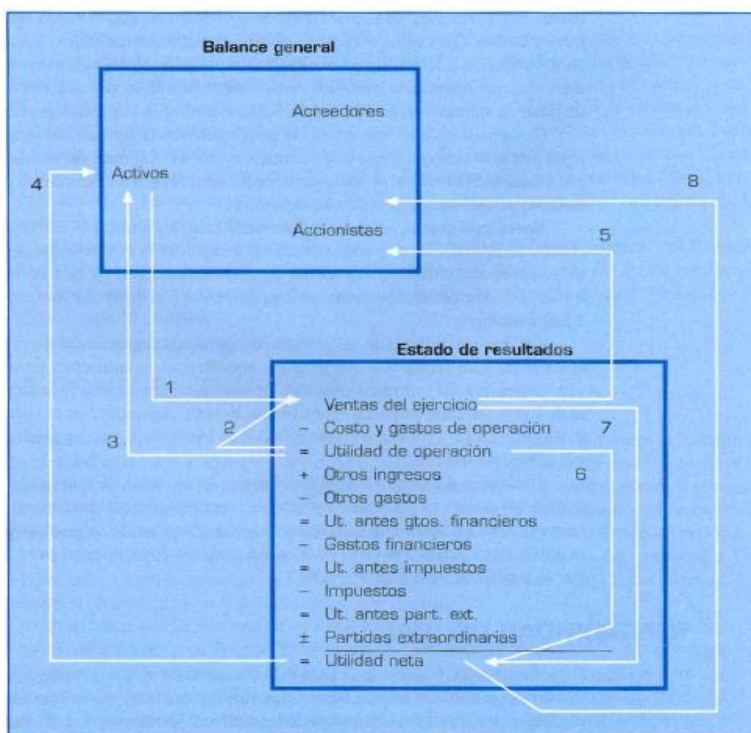 Balance general
Acreedores
4
Activos
8
Accionistas
5
Estado de resultados
1
Ventas del ejercicio
2
− Costo y gastos de operación
7
3
= Utilidad de operación
+ Otros ingresos
6
− Otros gastos
= Ut. antes gtos. financieros
− Gastos financieros
= Ut. antes impuestos
− Impuestos
= Ut. antes part. ext.
± Partidas extraordinarias
= Utilidad neta